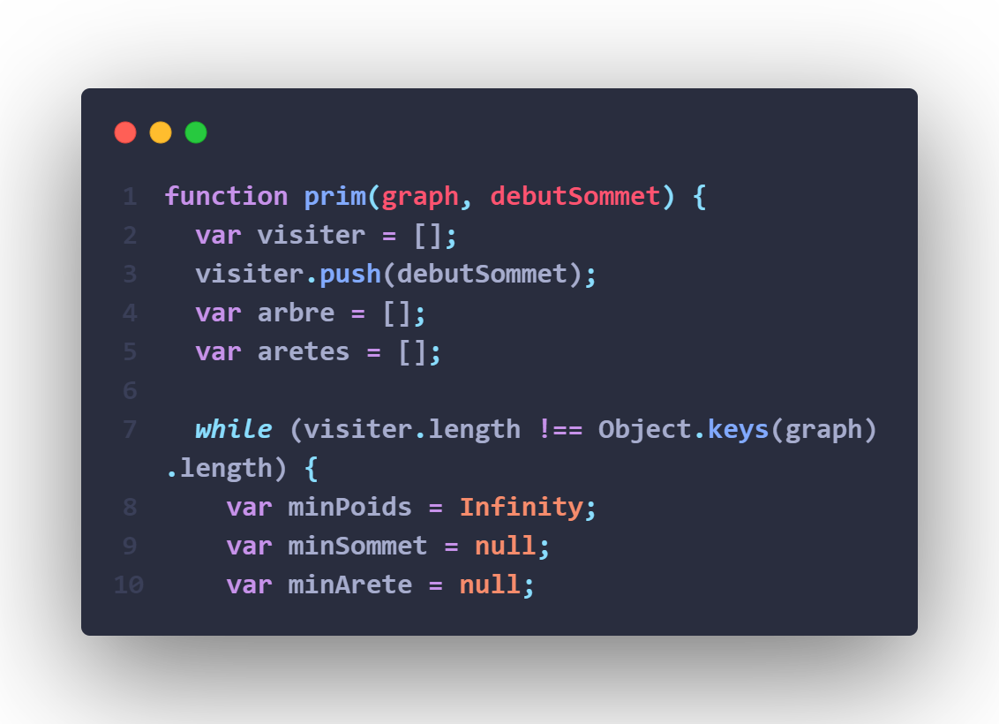 1 function prim(graph, debutSommet) {
2   var visiter = [];
3   visiter.push(debutSommet);
4   var arbre = [];
5   var aretes = [];
6
7   while (visiter.length !== Object.keys(graph)
.length) {
8     var minPoids = Infinity;
9     var minSommet = null;
10     var minArete = null;